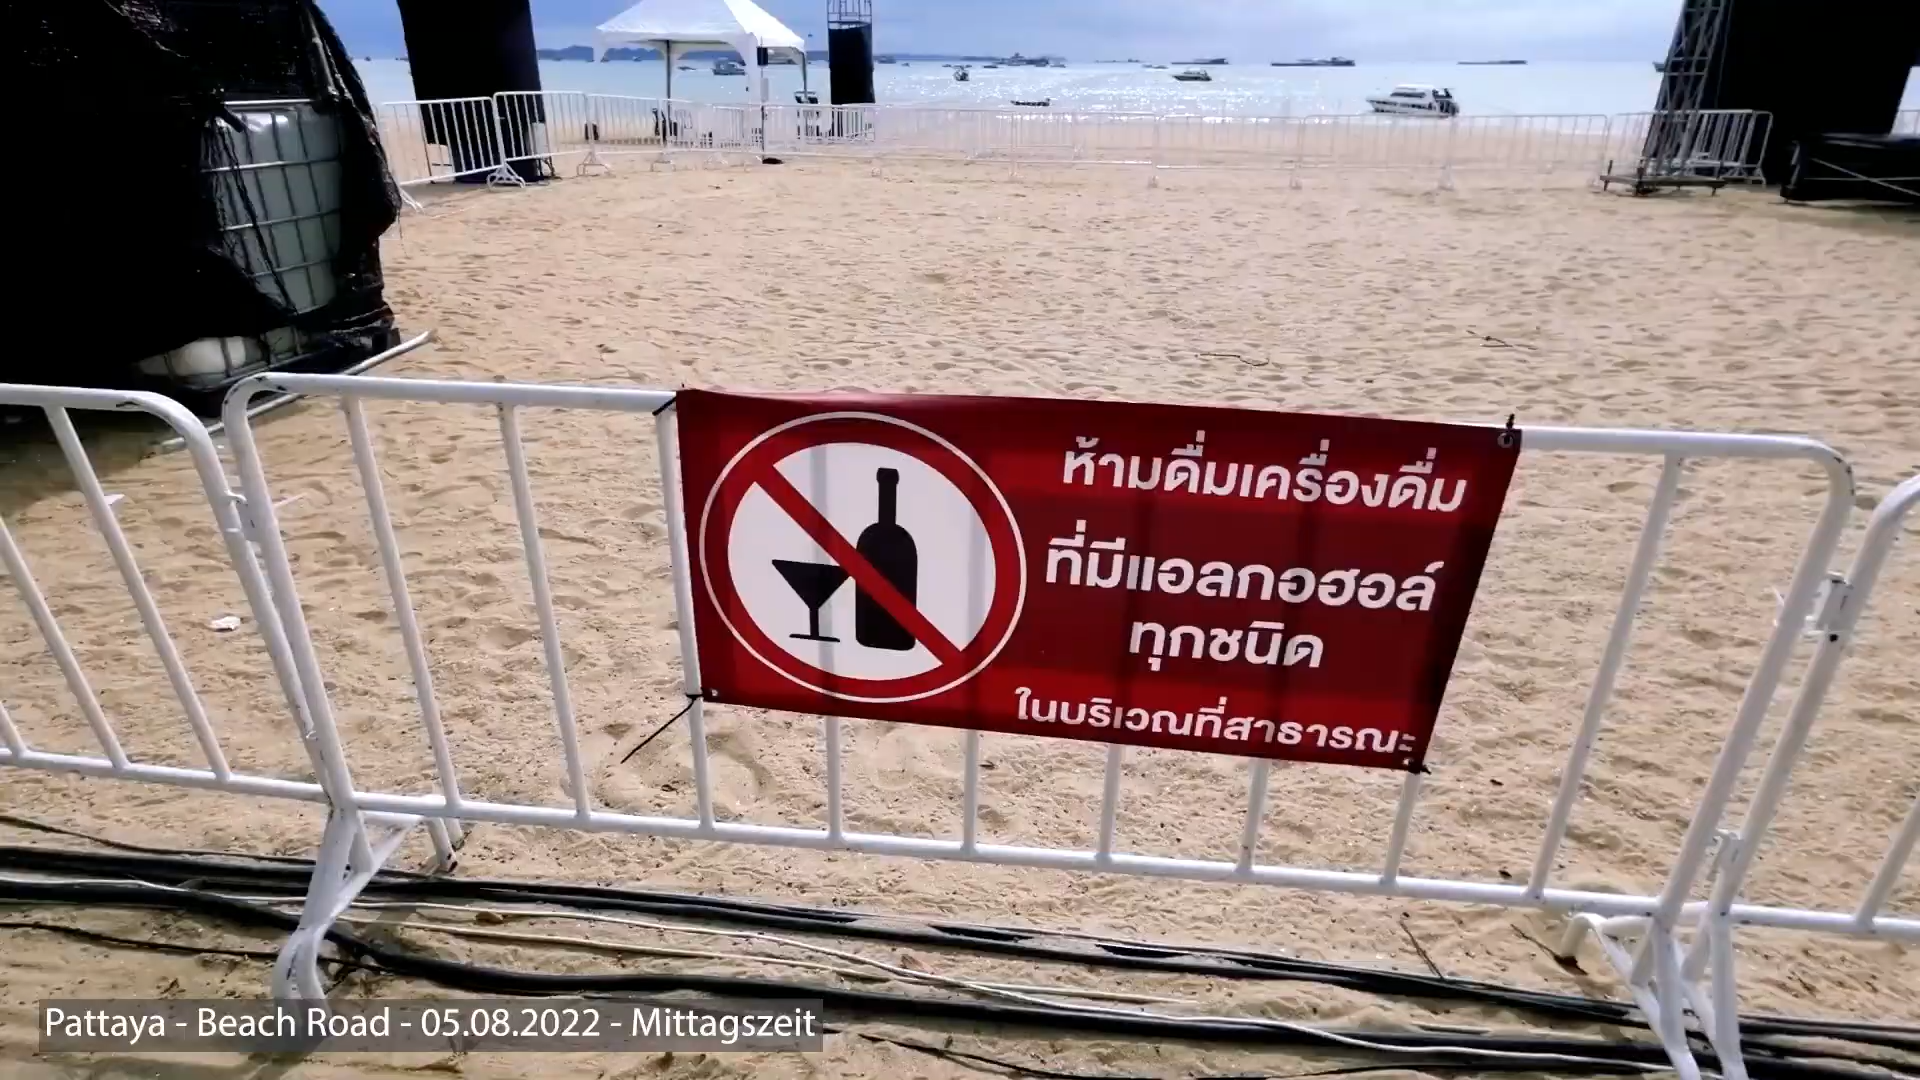 ห้ามดื่มเครื่องดื่ม
ที่มีแอลกอฮอล์
ทุกชนิด
ในบริเวณที่สาธารณะ
Pattaya - Beach Road - 05.08.2022 - Mittagszeit